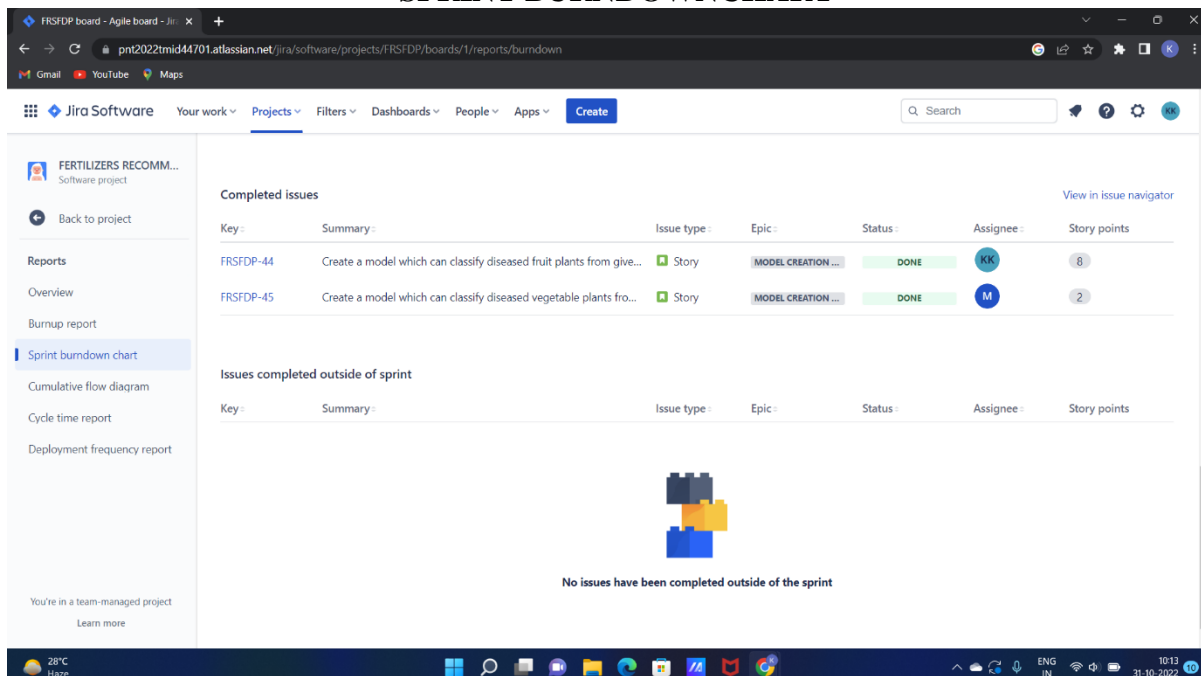 SPRINT BURNDOWNCHART
FRSFDP board - Agile board - Jir
pnt2022tmid44701.atlassian.net/jira/software/projects/FRSFDP/boards/1/reports/burndown
K
Gmail YouTube Maps
Jira Software Your work Projects Filters Dashboards People Apps Create Search KK
FERTILIZERS RECOMM...
Software project
Back to project
Reports
Overview
Burnup report
Sprint burndown chart
Cumulative flow diagram
Cycle time report
Deployment frequency report
You're in a team-managed project
Learn more
Completed issues View in issue navigator
Key Summary Issue type Epic Status Assignee Story points
FRSFDP-44 Create a model which can classify diseased fruit plants from give... Story MODEL CREATION ... DONE KK 8
FRSFDP-45 Create a model which can classify diseased vegetable plants fro... Story MODEL CREATION ... DONE M 2
Issues completed outside of sprint
Key Summary Issue type Epic Status Assignee Story points
No issues have been completed outside of the sprint
28°C
Haze
ENG
IN
10:13
31-10-2022
10